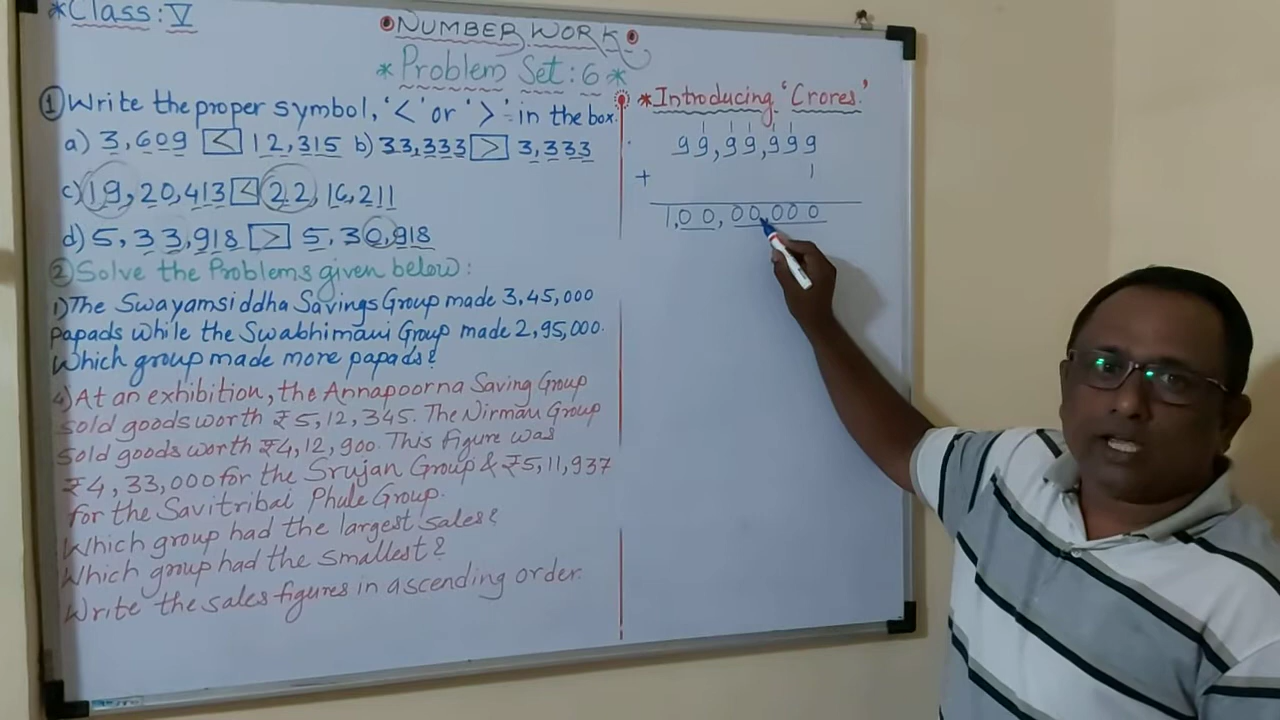 *Class: V
NUMBER WORK
* Problem Set: 6 *
① Write the proper symbol, '<' or '>' in the box.
a) 3,609 < 12,315 b) 33,333 > 3,333
c) 19,20,413 < 22,16,211
d) 5,33,918 > 5,30,918
② Solve the Problems given below:
1) The Swayamsiddha Savings Group made 3,45,000
papads while the Swabhimani Group made 2,95,000.
Which group made more papads?
4) At an exhibition, the Annapoorna Saving Group
sold goods worth ₹5,12,345. The Nirman Group
sold goods worth ₹4,12,900. This figure was
₹4,33,000 for the Srujan Group & ₹5,11,937
for the Savitribai Phule Group.
Which group had the largest sales?
Which group had the smallest?
Write the sales figures in ascending order.
* Introducing 'Crores.'
1 1 1 1 1
99,99,999
+ 1
1,00,00,000